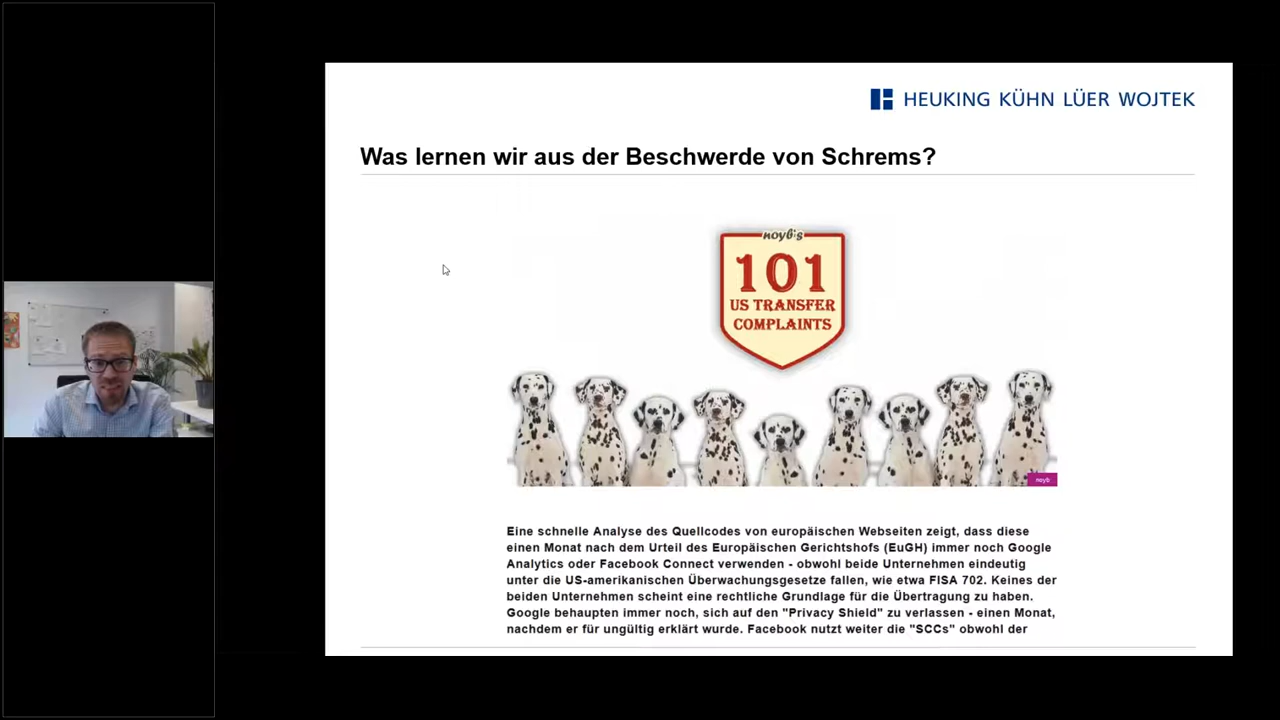 HEUKING KÜHN LÜER WOJTEK
Was lernen wir aus der Beschwerde von Schrems?
noyb's
101
US TRANSFER
COMPLAINTS
noyb
Eine schnelle Analyse des Quellcodes von europäischen Webseiten zeigt, dass diese
einen Monat nach dem Urteil des Europäischen Gerichtshofs (EuGH) immer noch Google
Analytics oder Facebook Connect verwenden - obwohl beide Unternehmen eindeutig
unter die US-amerikanischen Überwachungsgesetze fallen, wie etwa FISA 702. Keines der
beiden Unternehmen scheint eine rechtliche Grundlage für die Übertragung zu haben.
Google behaupten immer noch, sich auf den "Privacy Shield" zu verlassen - einen Monat,
nachdem er für ungültig erklärt wurde. Facebook nutzt weiter die "SCCs" obwohl der